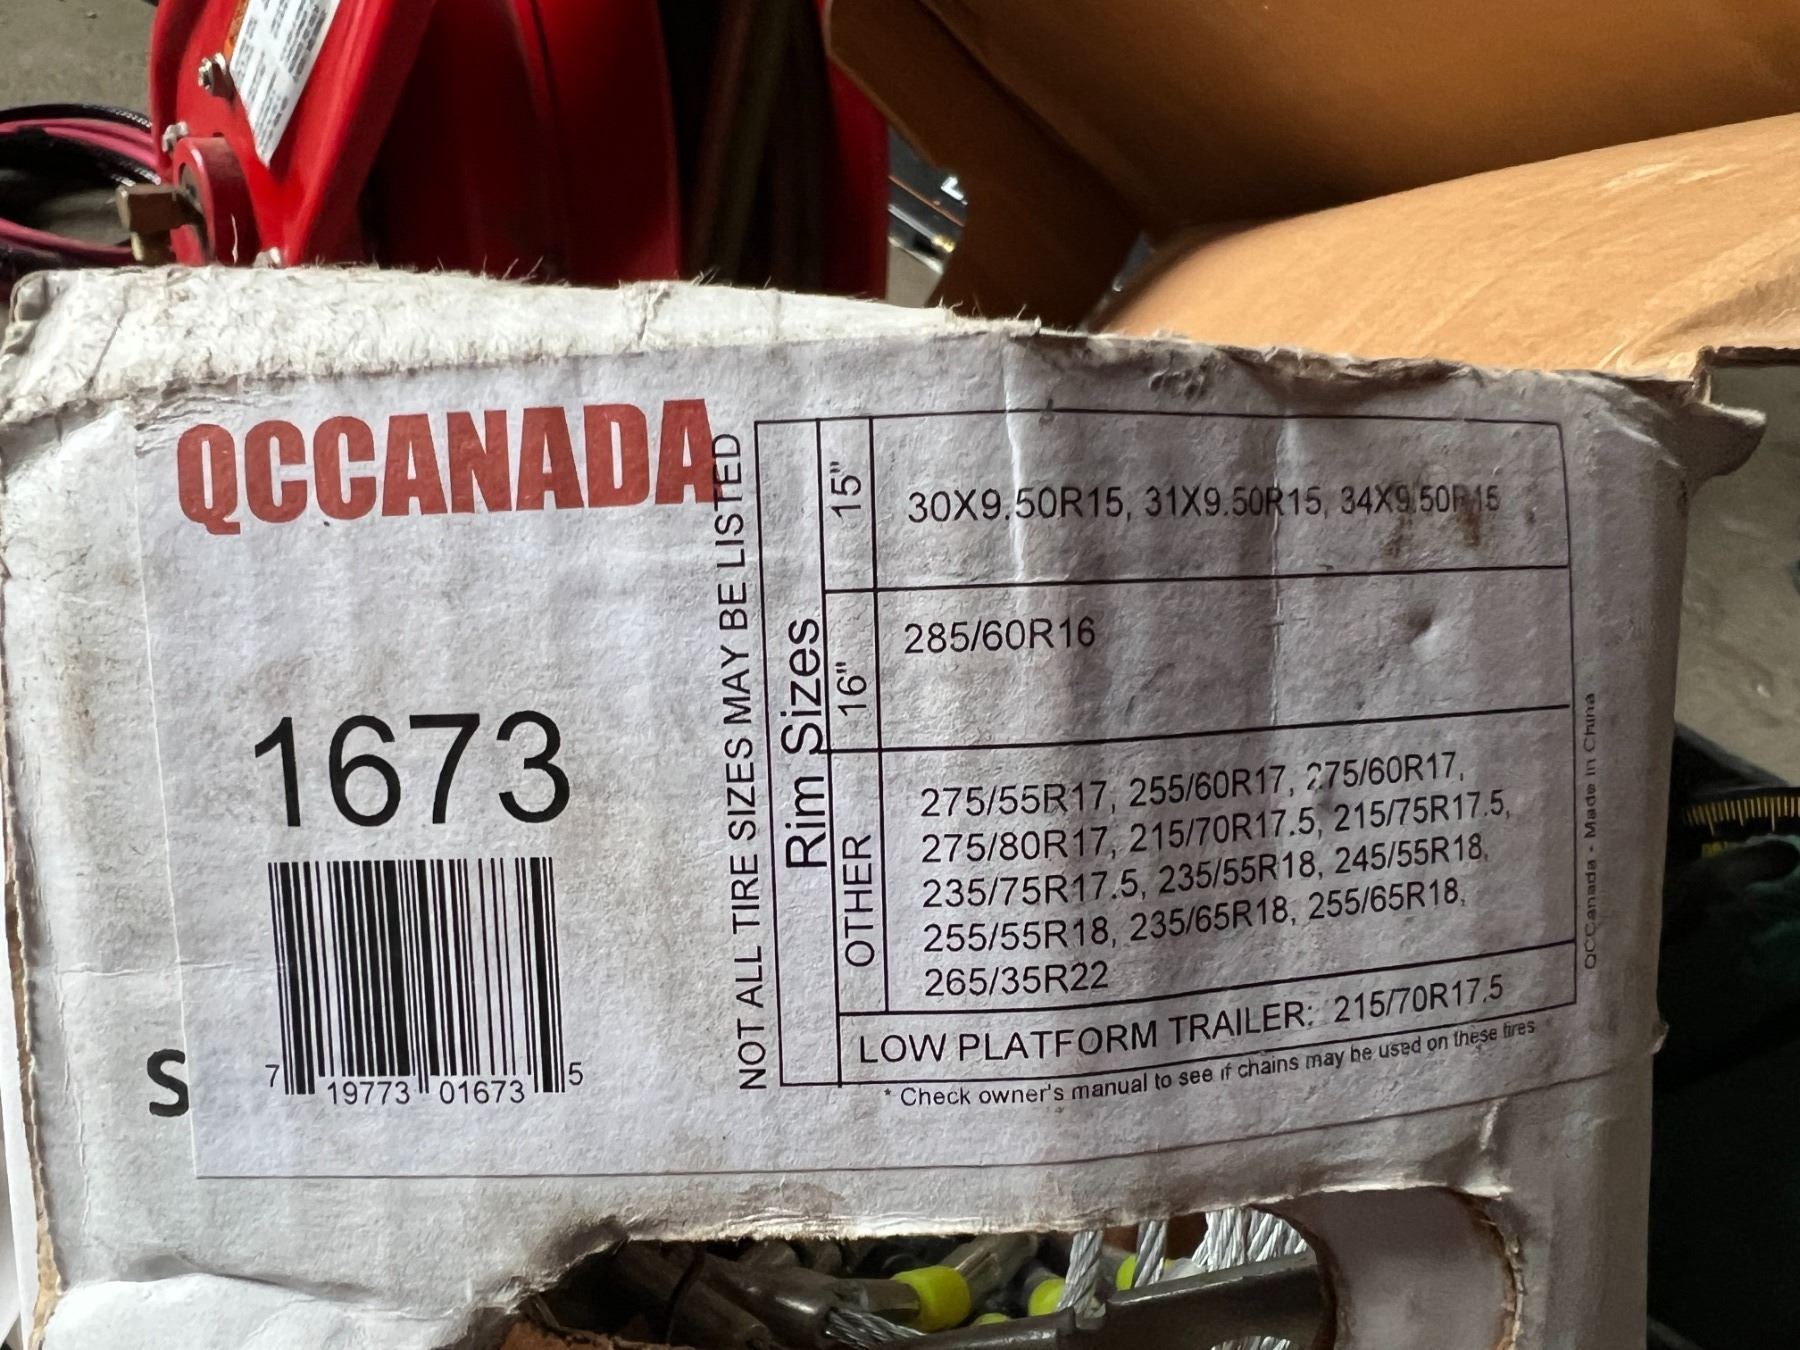 QCCANADA
1673
7 19773 01673 5
S
NOT ALL TIRE SIZES MAY BE LISTED
Rim Sizes
15"
30X9.50R15, 31X9.50R15, 34X9.50R15
16"
285/60R16
OTHER
275/55R17, 255/60R17, 275/60R17,
275/80R17, 215/70R17.5, 215/75R17.5,
235/75R17.5, 235/55R18, 245/55R18,
255/55R18, 235/65R18, 255/65R18,
265/35R22
LOW PLATFORM TRAILER: 215/70R17.5
* Check owner's manual to see if chains may be used on these tires
QCCanada - Made in China